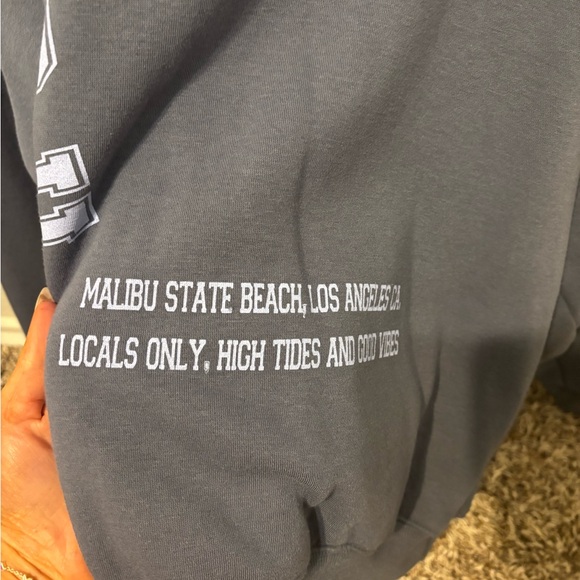 MALIBU STATE BEACH, LOS ANGELES CA.
LOCALS ONLY, HIGH TIDES AND GOOD VIBES